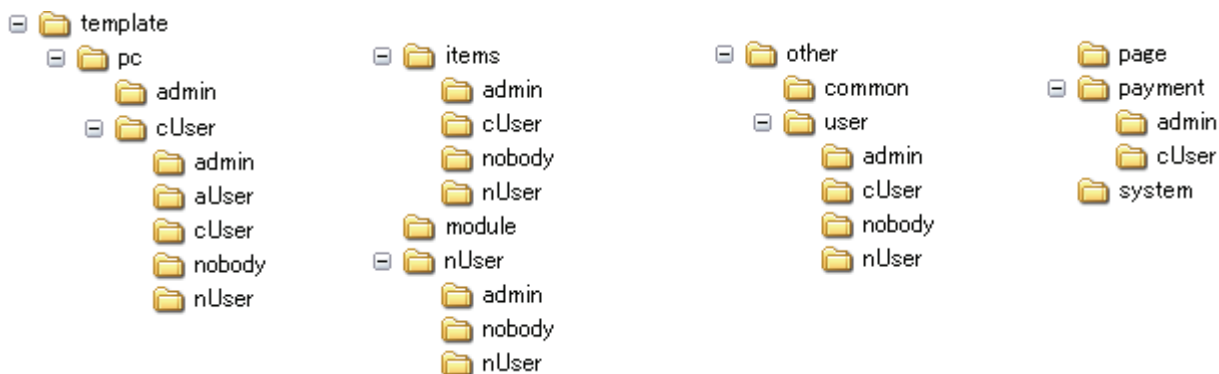 template
pc
admin
cUser
admin
aUser
cUser
nobody
nUser
items
admin
cUser
nobody
nUser
module
nUser
admin
nobody
nUser
other
common
user
admin
cUser
nobody
nUser
page
payment
admin
cUser
system